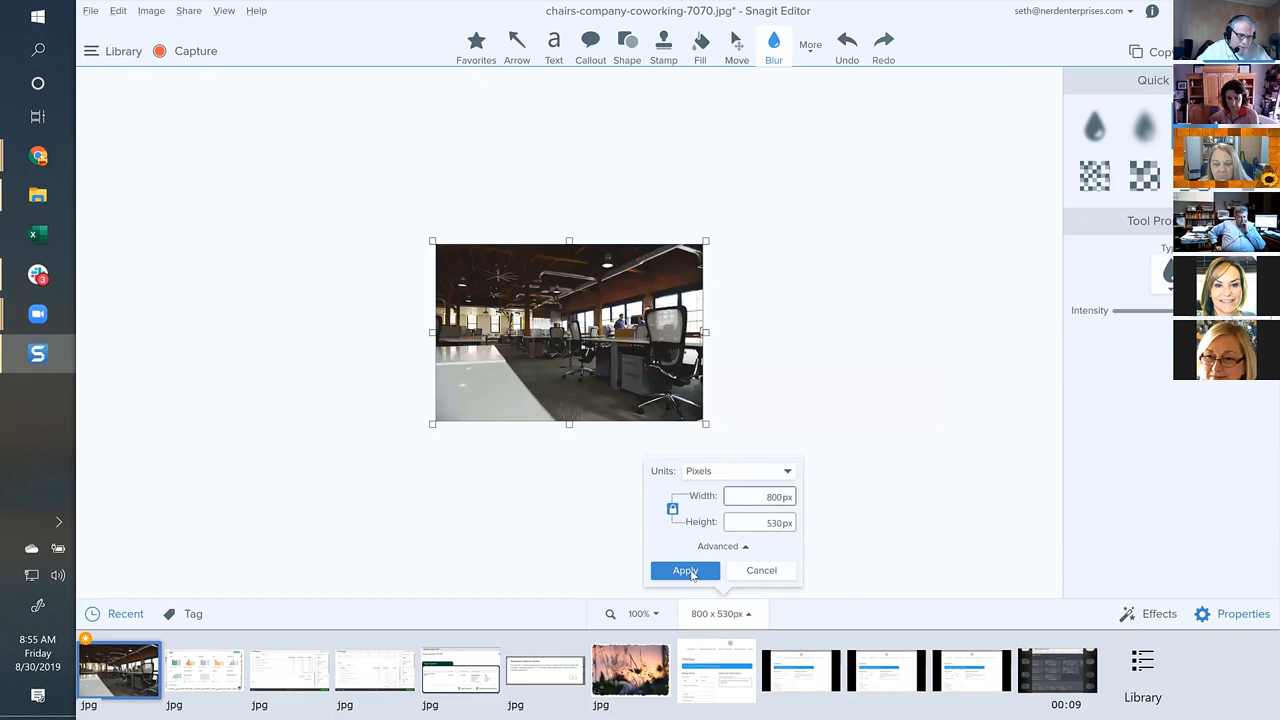 File Edit Image Share View Help
chairs-company-coworking-7070.jpg* - Snagit Editor
seth@nerdenterprises.com
Library Capture
Favorites Arrow Text Callout Shape Stamp Fill Move Blur More Undo Redo
Copy
Quick
Tool Pro
Ty
Intensity
Units: Pixels
Width: 800px
Height: 530px
Advanced
Apply Cancel
Recent Tag
100%
800 x 530px
Effects Properties
8:55 AM
Friday
8/30/2019
3
jpg jpg jpg jpg jpg jpg jpg
00:09
Library